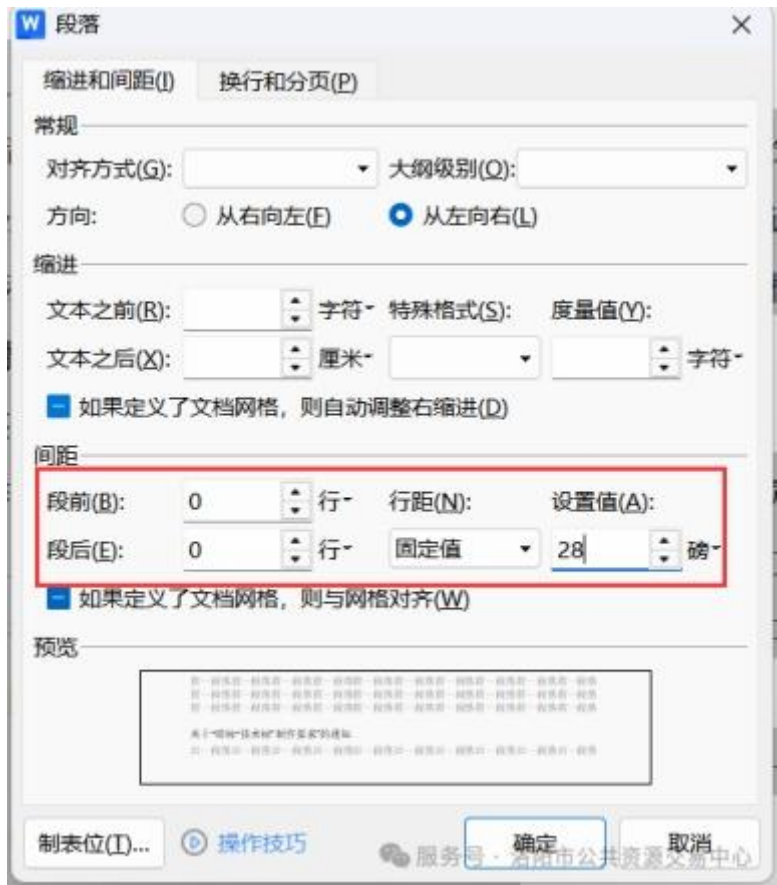 W 段落
缩进和间距(I) 换行和分页(P)
常规
对齐方式(G): 大纲级别(O):
方向: 从右向左(F) 从左向右(L)
缩进
文本之前(R): 字符 特殊格式(S): 度量值(Y):
文本之后(X): 厘米 字符
如果定义了文档网格，则自动调整右缩进(D)
间距
段前(B): 0 行 行距(N): 设置值(A):
段后(E): 0 行 固定值 28 磅
如果定义了文档网格，则与网格对齐(W)
预览
制表位(T)... 操作技巧 确定 取消
服务号 · 洛阳市公共资源交易中心